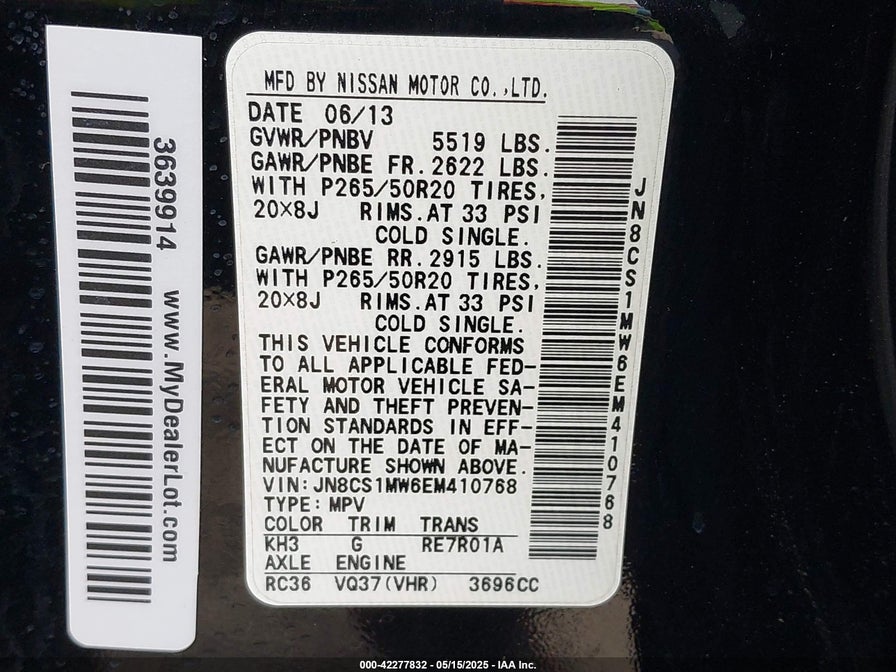 3639914 www.MyDealerLot.com
MFD BY NISSAN MOTOR CO.,LTD.
DATE 06/13
GVWR/PNBV 5519 LBS.
GAWR/PNBE FR. 2622 LBS.
WITH P265/50R20 TIRES,
20×8J RIMS. AT 33 PSI
COLD SINGLE.
GAWR/PNBE RR. 2915 LBS.
WITH P265/50R20 TIRES,
20×8J RIMS. AT 33 PSI
COLD SINGLE.
THIS VEHICLE CONFORMS
TO ALL APPLICABLE FED-
ERAL MOTOR VEHICLE SA-
FETY AND THEFT PREVEN-
TION STANDARDS IN EFF-
ECT ON THE DATE OF MA-
NUFACTURE SHOWN ABOVE.
VIN: JN8CS1MW6EM410768
TYPE: MPV
COLOR TRIM TRANS
KH3 G RE7R01A
AXLE ENGINE
RC36 VQ37(VHR) 3696CC
JN8CS1MW6EM410768
000-42277832 - 05/15/2025 - IAA Inc.